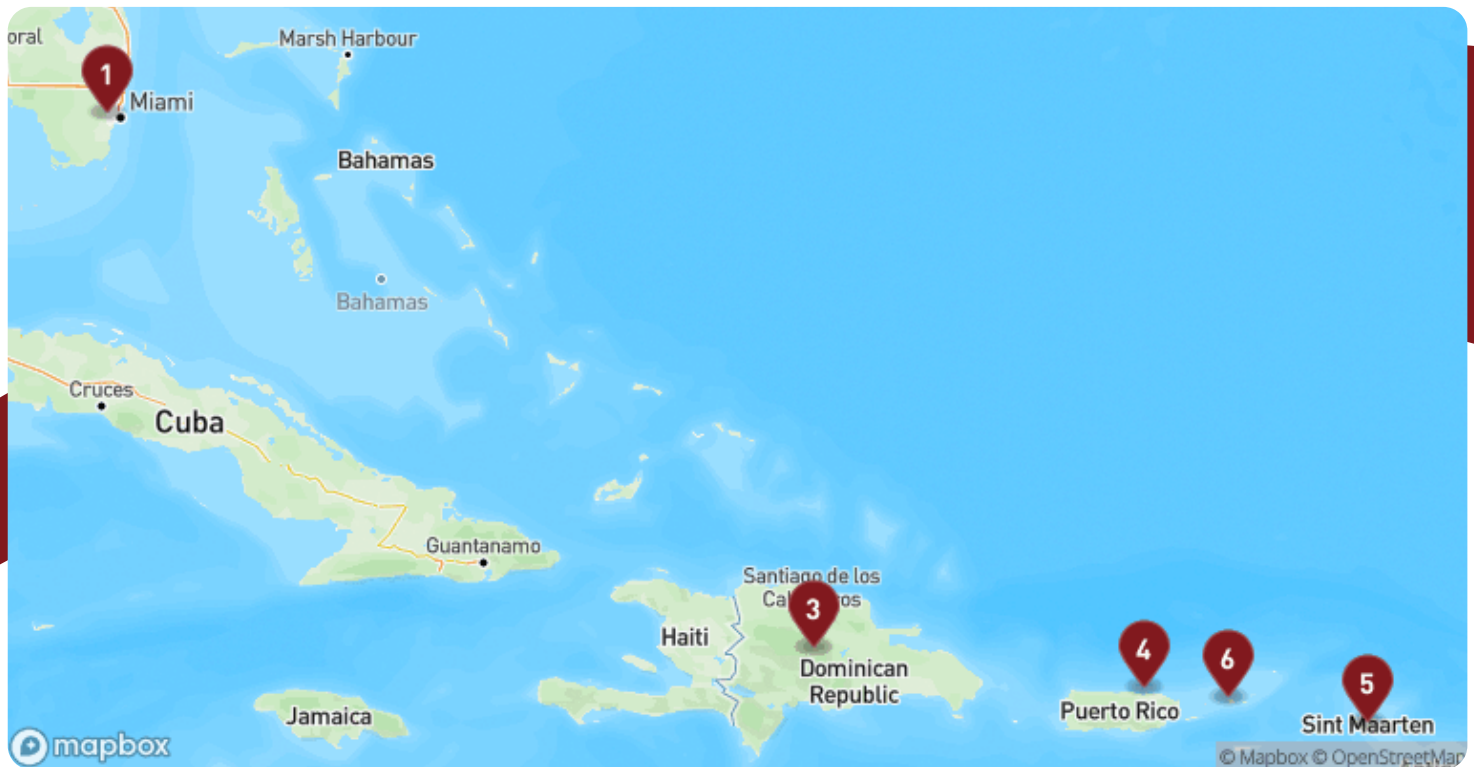 oral
Marsh Harbour
1
Miami
Bahamas
Bahamas
Cruces
Cuba
Guantanamo
Santiago de los
3
Haiti
Dominican
Republic
4
6
5
Puerto Rico
Jamaica
Sint Maarten
mapbox
© Mapbox © OpenStreetMap